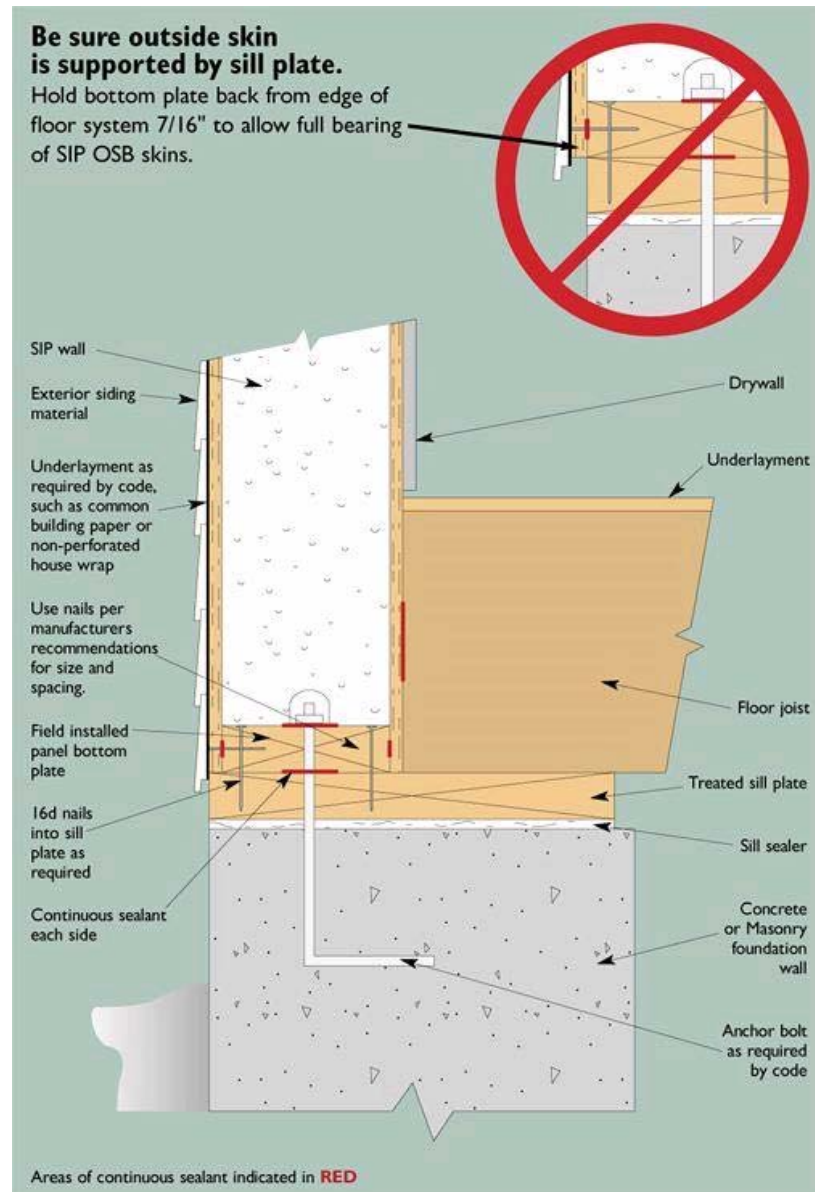 Be sure outside skin
is supported by sill plate.
Hold bottom plate back from edge of
floor system 7/16" to allow full bearing
of SIP OSB skins.
SIP wall
Exterior siding
material
Underlayment as
required by code,
such as common
building paper or
non-perforated
house wrap
Use nails per
manufacturers
recommendations
for size and
spacing.
Field installed
panel bottom
plate
16d nails
into sill
plate as
required
Continuous sealant
each side
Drywall
Underlayment
Floor joist
Treated sill plate
Sill sealer
Concrete
or Masonry
foundation
wall
Anchor bolt
as required
by code
Areas of continuous sealant indicated in RED